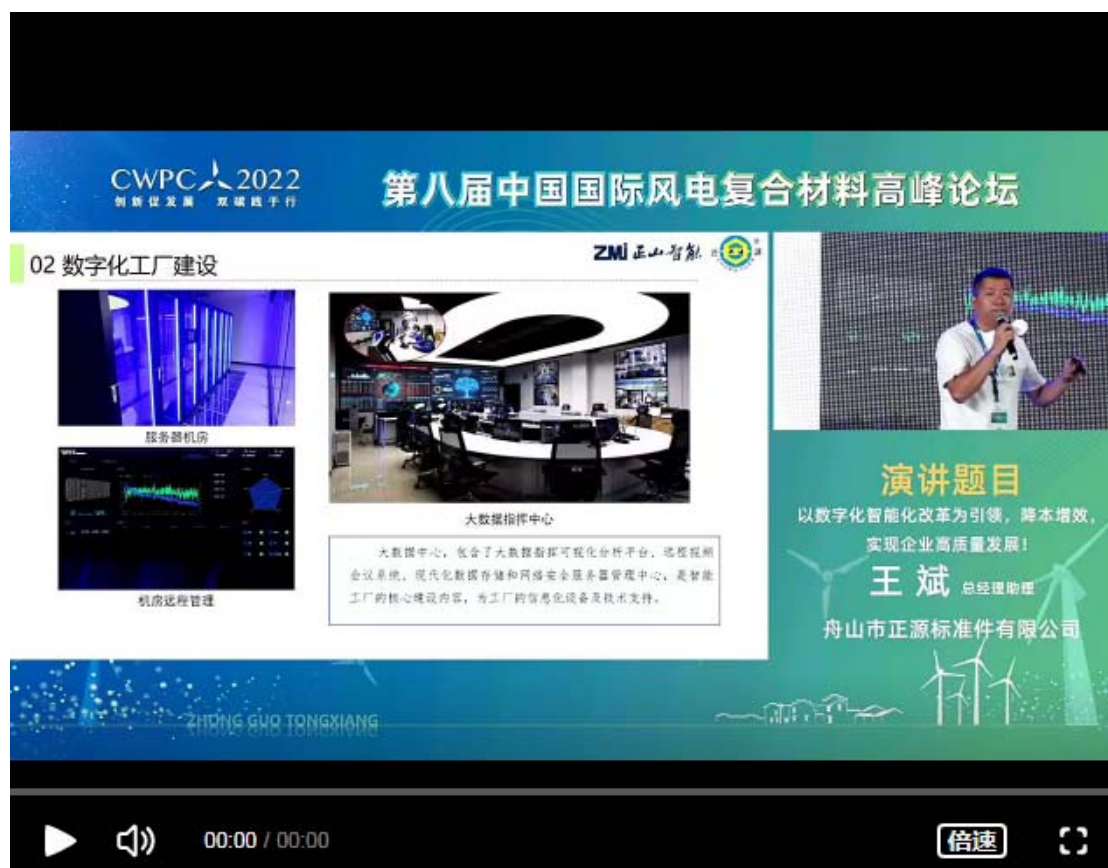 CWPC 2022
创新促发展 双碳践于行
第八届中国国际风电复合材料高峰论坛
02 数字化工厂建设
ZMI 正山智能
服务器机房
机房远程管理
大数据指挥中心
大数据中心，包含了大数据指挥可视化分析平台、远程视频
会议系统、现代化数据存储和网络安全服务器管理中心，是智能
工厂的核心建设内容，为工厂的信息化设备及技术支持。
演讲题目
以数字化智能化改革为引领，降本增效，
实现企业高质量发展！
王斌 总经理助理
舟山市正源标准件有限公司
ZHONG GUO TONGXIANG
00:00 / 00:00
倍速